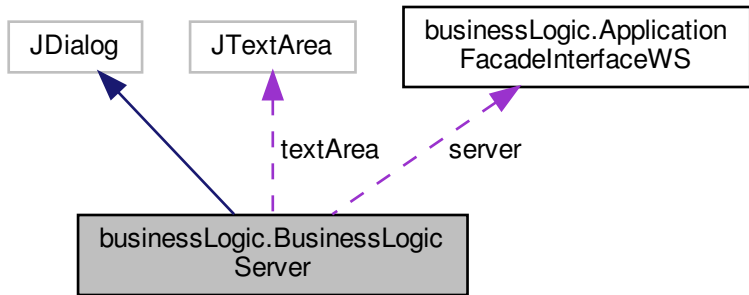 JDialog
JTextArea
businessLogic.Application
FacadeInterfaceWS
textArea
server
businessLogic.BusinessLogic
Server